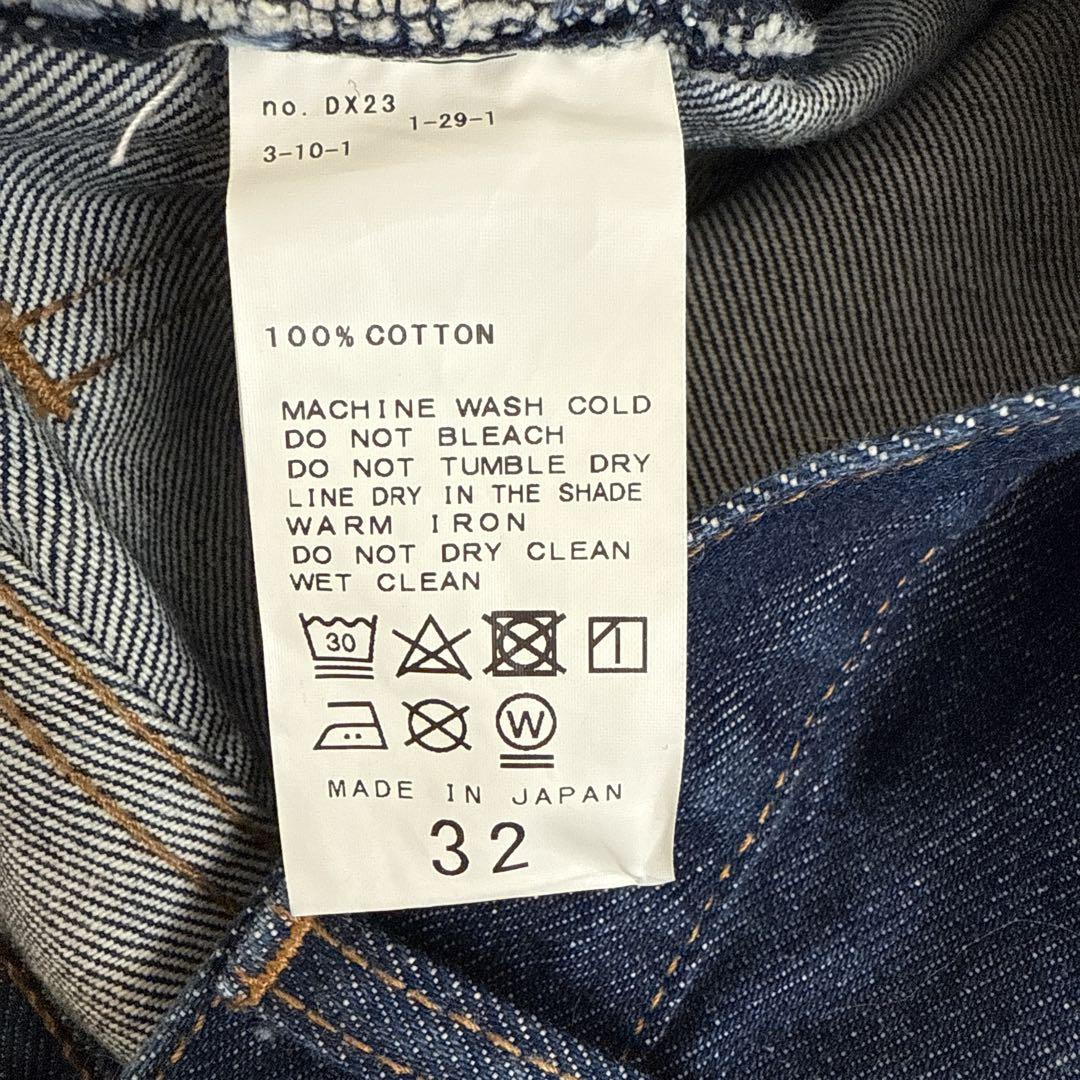 no. DX23
1-29-1
3-10-1
100% COTTON
MACHINE WASH COLD
DO NOT BLEACH
DO NOT TUMBLE DRY
LINE DRY IN THE SHADE
WARM IRON
DO NOT DRY CLEAN
WET CLEAN
30
W
MADE IN JAPAN
32